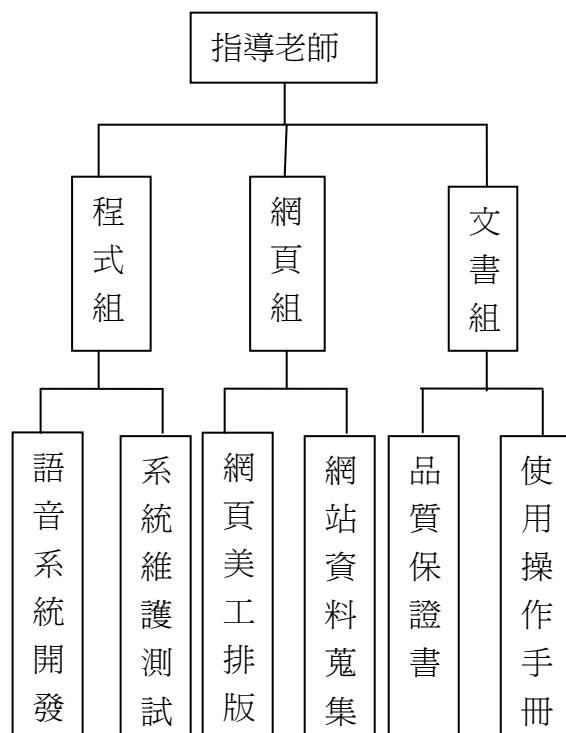 指導老師
程式組
網頁組
文書組
語音系統開發
系統維護測試
網頁美工排版
網站資料蒐集
品質保證書
使用操作手冊